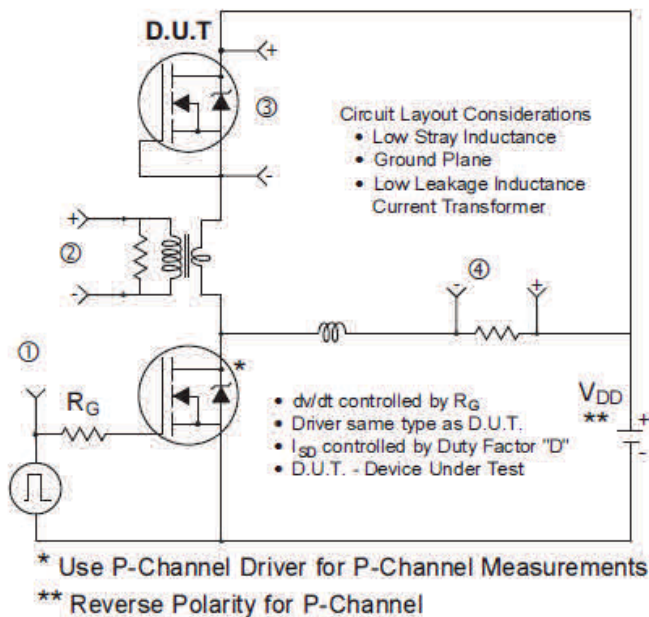 D.U.T
+
③
-
Circuit Layout Considerations
• Low Stray Inductance
• Ground Plane
• Low Leakage Inductance
Current Transformer
+
②
-
④
-
+
①
R_G
*
• dv/dt controlled by R_G
• Driver same type as D.U.T.
• I_SD controlled by Duty Factor "D"
• D.U.T. - Device Under Test
V_DD
**
+
-
* Use P-Channel Driver for P-Channel Measurements
** Reverse Polarity for P-Channel